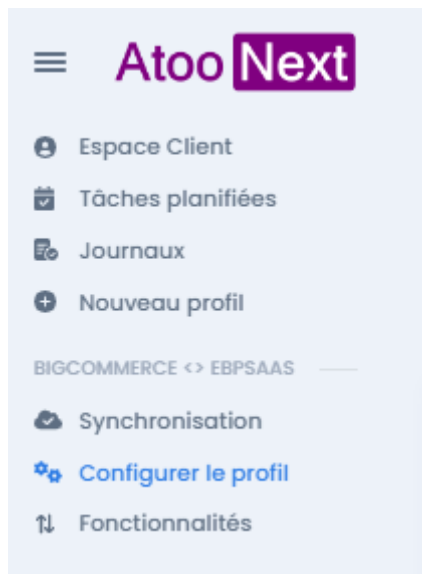 Atoo Next
Espace Client
Tâches planifiées
Journaux
Nouveau profil
BIGCOMMERCE <> EBPSAAS
Synchronisation
Configurer le profil
Fonctionnalités